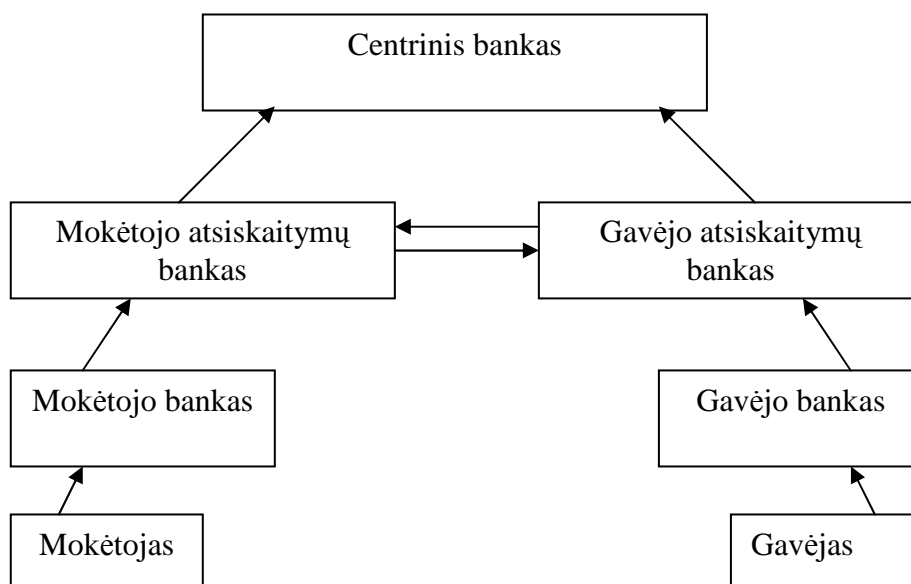 Centrinis bankas
Mokėtojo atsiskaitymų
bankas
Gavėjo atsiskaitymų
bankas
Mokėtojo bankas
Gavėjo bankas
Mokėtojas
Gavėjas